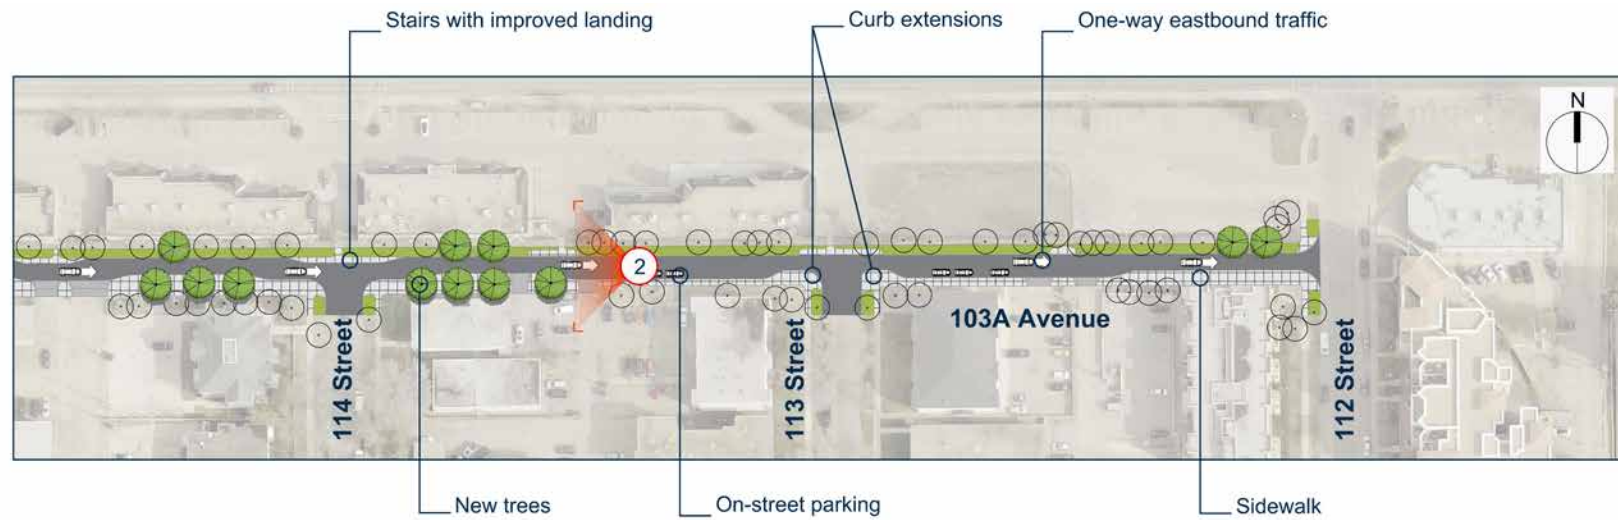 Stairs with improved landing
Curb extensions
One-way eastbound traffic
N
2
103A Avenue
114 Street
113 Street
112 Street
New trees
On-street parking
Sidewalk